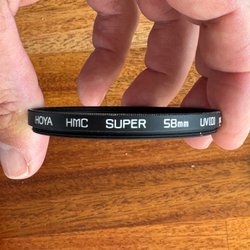 HOYA HMC SUPER 58mm UV(0)